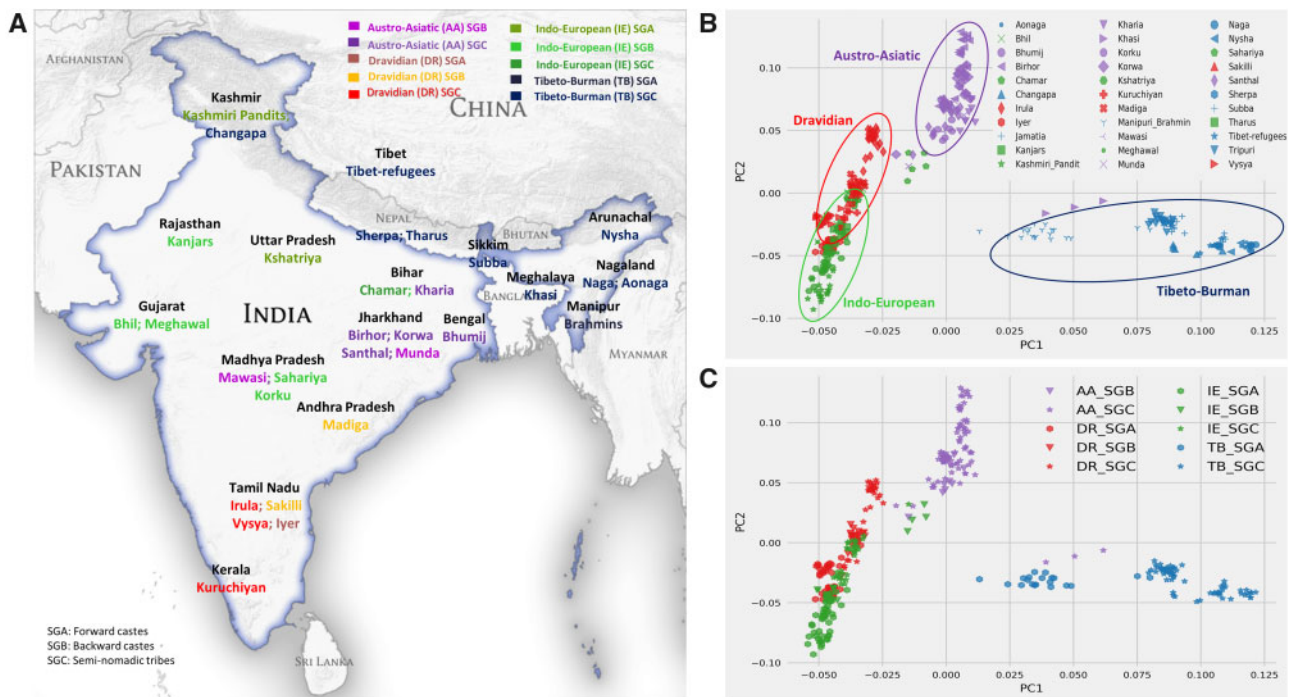 A
Austro-Asiatic (AA) SGB
Austro-Asiatic (AA) SGC
Dravidian (DR) SGA
Dravidian (DR) SGB
Dravidian (DR) SGC
Indo-European (IE) SGA
Indo-European (IE) SGB
Indo-European (IE) SGC
Tibeto-Burman (TB) SGA
Tibeto-Burman (TB) SGC
AFGHANISTAN
CHINA
PAKISTAN
Kashmir
Kashmiri Pandits
Changapa
Tibet
Tibet-refugees
NEPAL
Sherpa; Tharus
BHUTAN
Arunachal
Nysha
Rajasthan
Kanjars
Uttar Pradesh
Kshatriya
Sikkim
Subba
Nagaland
Naga; Aonaga
Bihar
Chamar; Kharia
Meghalaya
Khasi
BANGL
Gujarat
Bhil; Meghawal
INDIA
Jharkhand
Birhor; Korwa
Santhal; Munda
Bengal
Bhumij
Manipur
Brahmins
MYANMAR
Madhya Pradesh
Mawasi; Sahariya
Korku
Andhra Pradesh
Madiga
Tamil Nadu
Irula; Sakilli
Vysya; Iyer
Kerala
Kuruchiyan
SGA: Forward castes
SGB: Backward castes
SGC: Semi-nomadic tribes
SRI LANKA
B
Austro-Asiatic
Dravidian
Indo-European
Tibeto-Burman
Aonaga
Bhil
Bhumij
Birhor
Chamar
Changapa
Irula
Iyer
Jamatia
Kanjars
Kashmiri_Pandit
Kharia
Khasi
Korku
Korwa
Kshatriya
Kuruchiyan
Madiga
Manipuri_Brahmin
Mawasi
Meghawal
Munda
Naga
Nysha
Sahariya
Sakilli
Santhal
Sherpa
Subba
Tharus
Tibet-refugees
Tripuri
Vysya
PC2
0.10
0.05
0.00
−0.05
−0.10
−0.050
−0.025
0.000
0.025
0.050
0.075
0.100
0.125
PC1
C
AA_SGB
AA_SGC
DR_SGA
DR_SGB
DR_SGC
IE_SGA
IE_SGB
IE_SGC
TB_SGA
TB_SGC
PC2
0.10
0.05
0.00
−0.05
−0.10
−0.050
−0.025
0.000
0.025
0.050
0.075
0.100
0.125
PC1